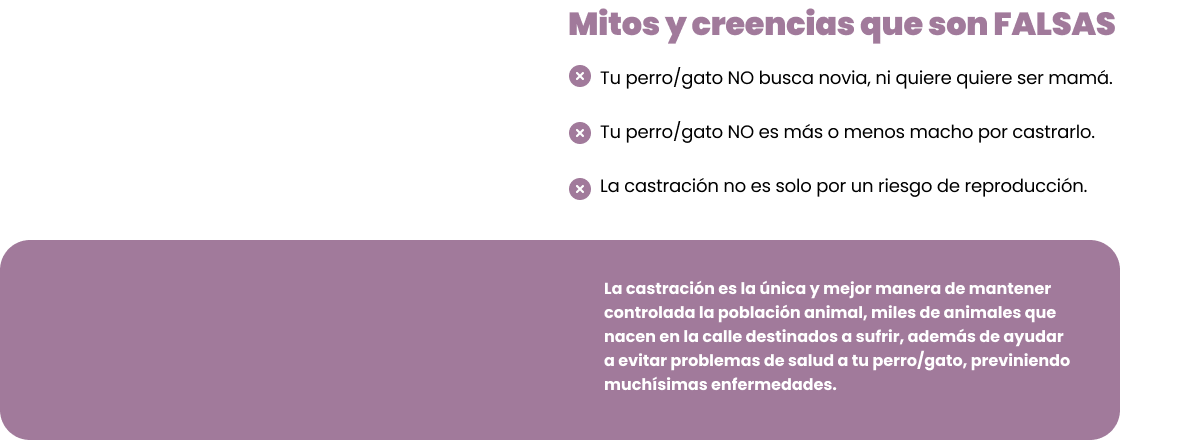 Mitos y creencias que son FALSAS
Tu perro/gato NO busca novia, ni quiere quiere ser mamá.
Tu perro/gato NO es más o menos macho por castrarlo.
La castración no es solo por un riesgo de reproducción.
La castración es la única y mejor manera de mantener
controlada la población animal, miles de animales que
nacen en la calle destinados a sufrir, además de ayudar
a evitar problemas de salud a tu perro/gato, previniendo
muchísimas enfermedades.